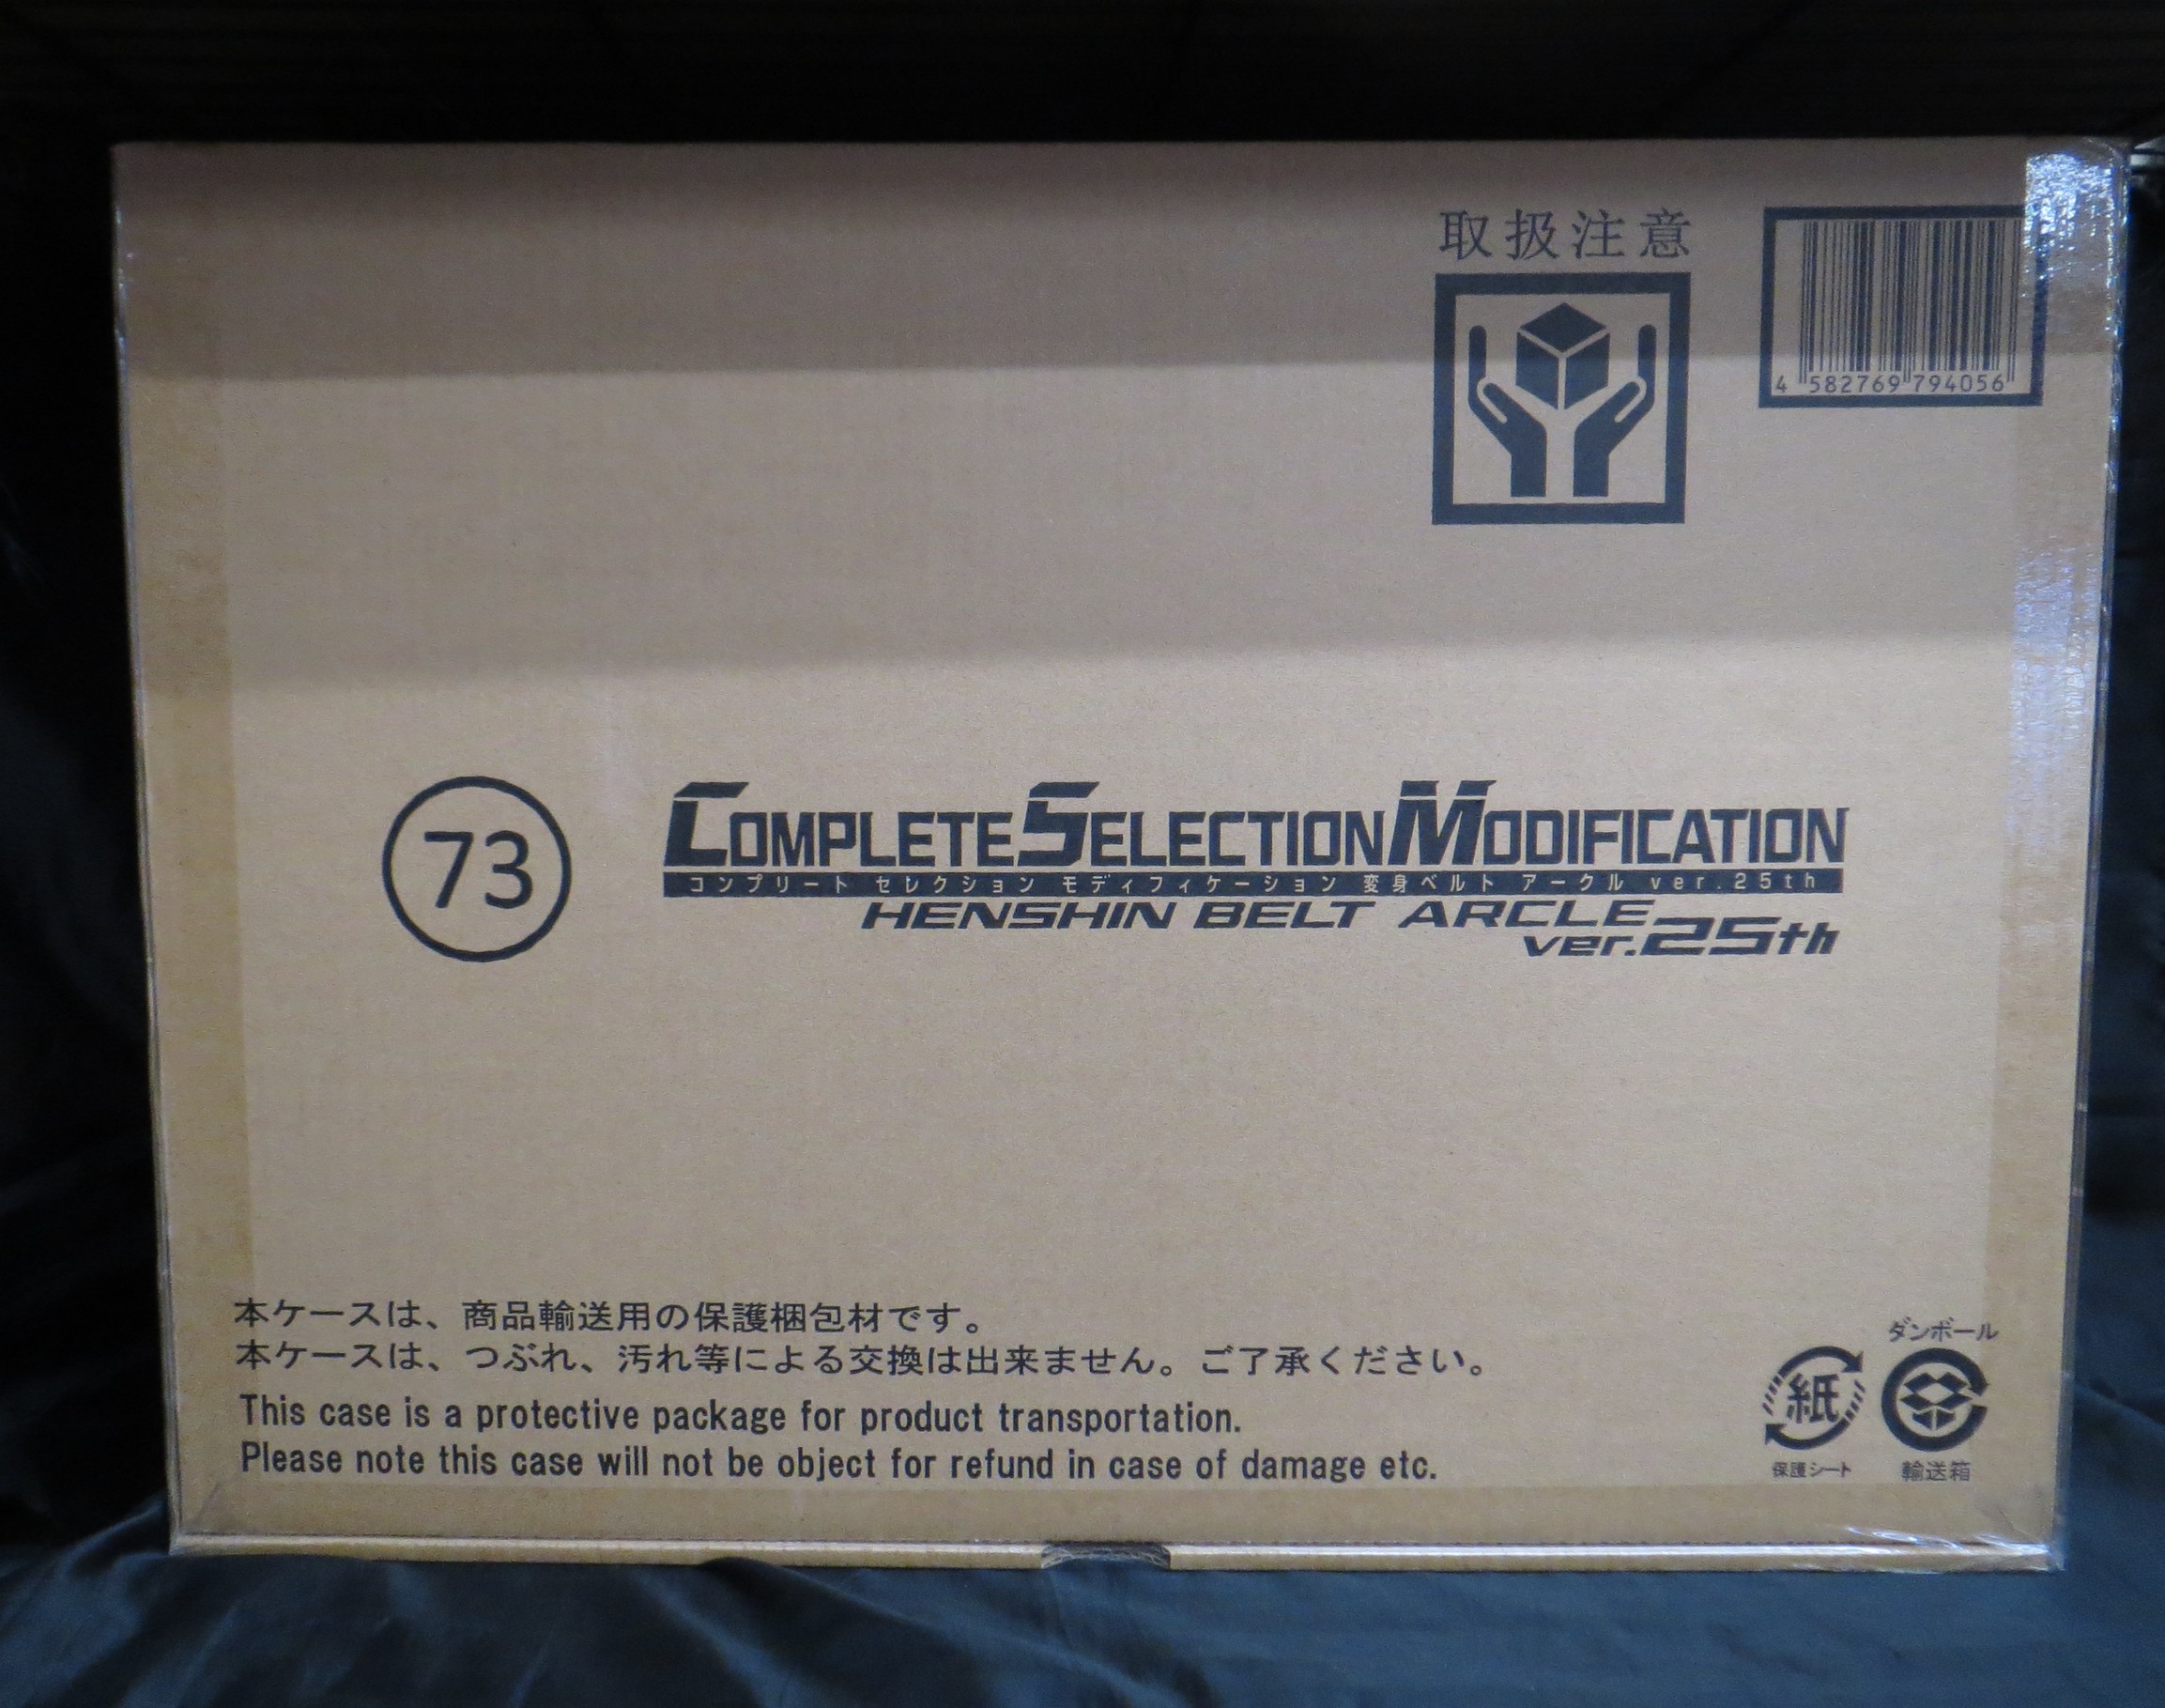 取扱注意
4 582769 794056
73
COMPLETE SELECTION MODIFICATION
コンプリート セレクション モディフィケーション 変身ベルト アークル ver.25th
HENSHIN BELT ARCLE
ver.25th
本ケースは、商品輸送用の保護梱包材です。
本ケースは、つぶれ、汚れ等による交換は出来ません。ご了承ください。
This case is a protective package for product transportation.
Please note this case will not be object for refund in case of damage etc.
ダンボール
紙
保護シート
輸送箱